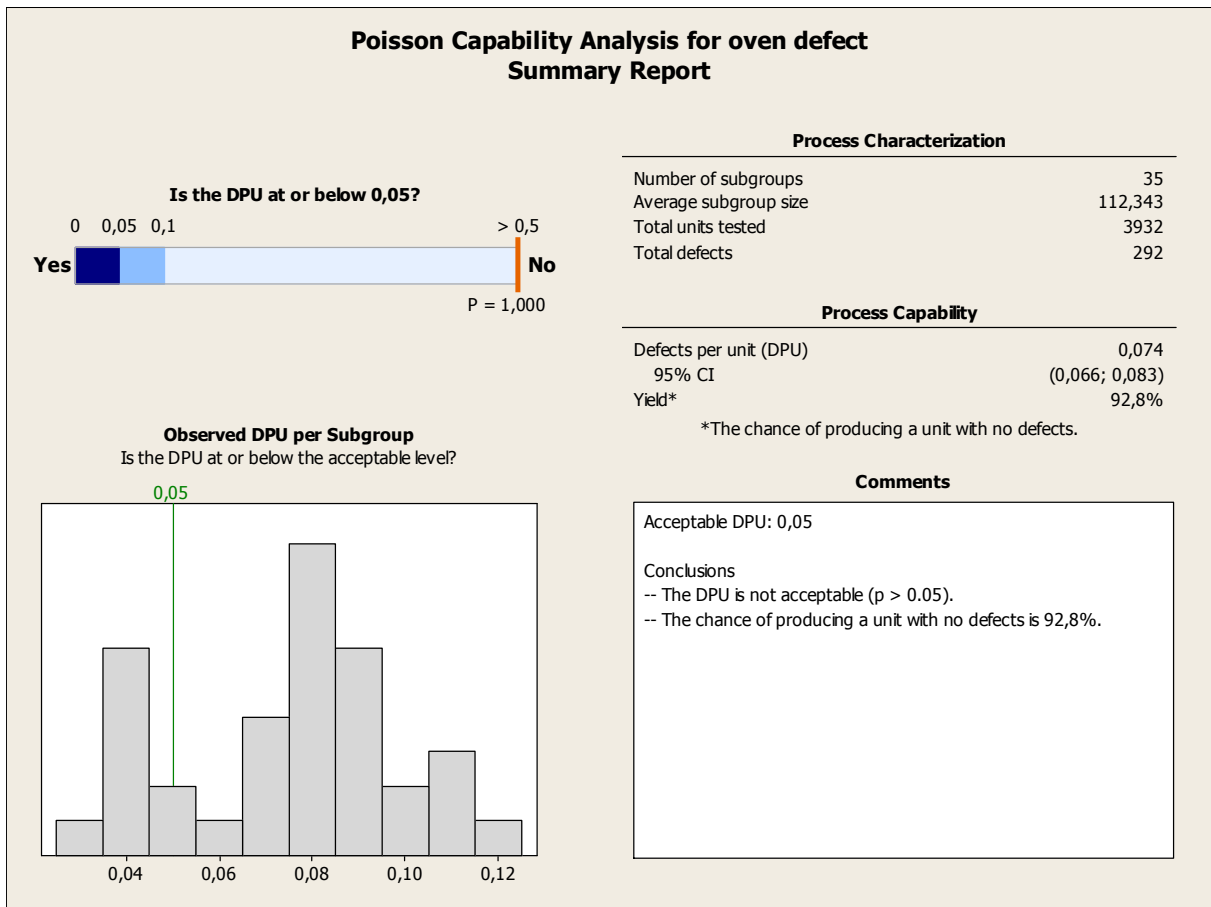 Poisson Capability Analysis for oven defect
Summary Report
Is the DPU at or below 0,05?
0 0,05 0,1 > 0,5
Yes No
P = 1,000
Process Characterization
Number of subgroups 35
Average subgroup size 112,343
Total units tested 3932
Total defects 292
Process Capability
Defects per unit (DPU) 0,074
95% CI (0,066; 0,083)
Yield* 92,8%
*The chance of producing a unit with no defects.
Observed DPU per Subgroup
Is the DPU at or below the acceptable level?
0,05
0,04 0,06 0,08 0,10 0,12
Comments
Acceptable DPU: 0,05
Conclusions
-- The DPU is not acceptable (p > 0.05).
-- The chance of producing a unit with no defects is 92,8%.